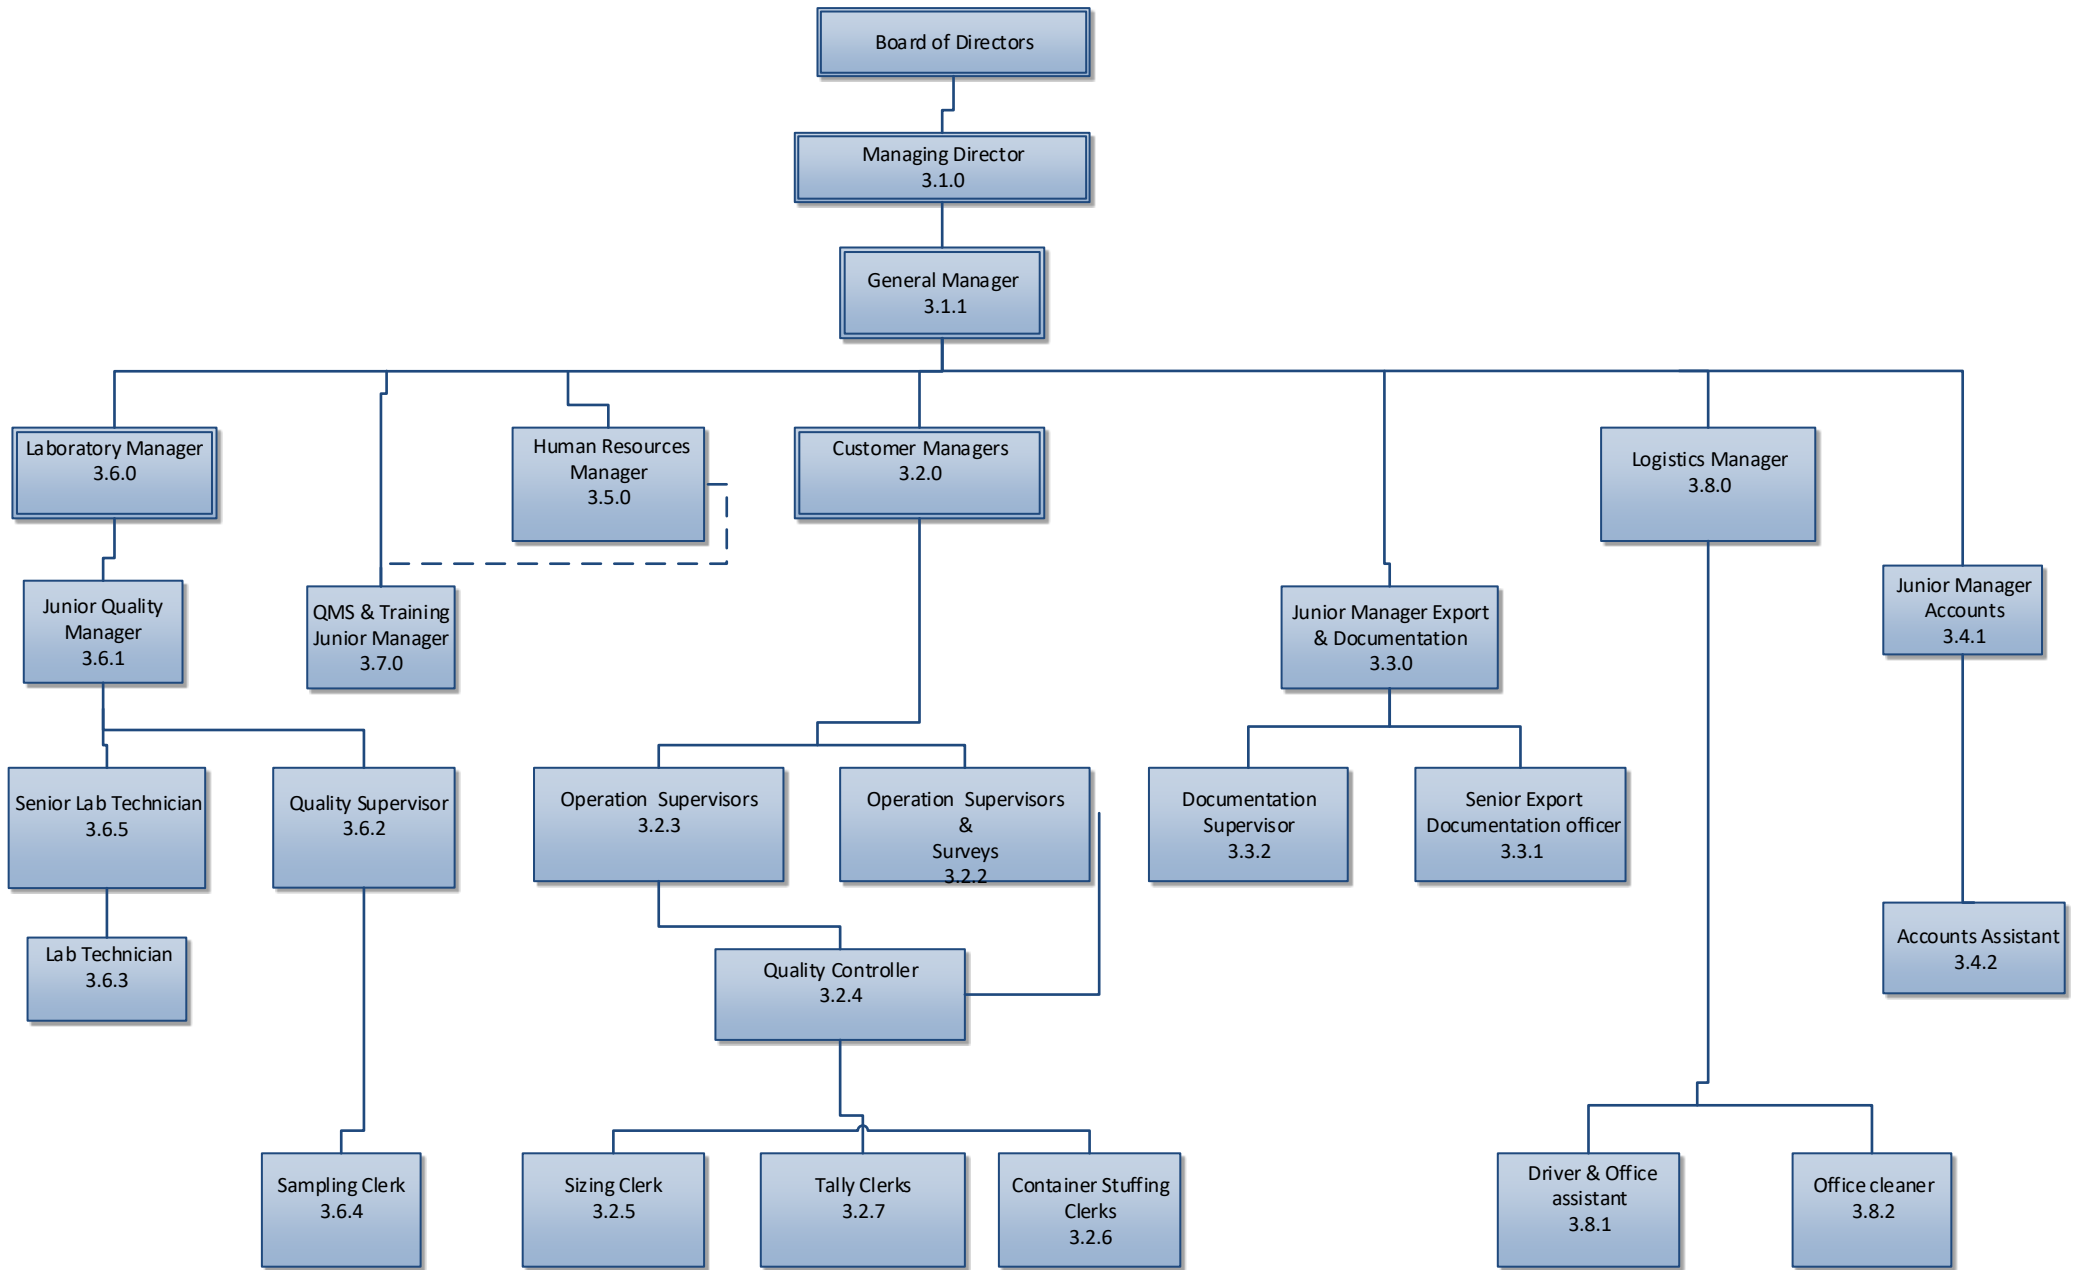 Board of Directors
Managing Director
3.1.0
General Manager
3.1.1
Laboratory Manager
3.6.0
Human Resources
Manager
3.5.0
Customer Managers
3.2.0
Logistics Manager
3.8.0
Junior Quality
Manager
3.6.1
QMS & Training
Junior Manager
3.7.0
Junior Manager Export
& Documentation
3.3.0
Junior Manager
Accounts
3.4.1
Senior Lab Technician
3.6.5
Quality Supervisor
3.6.2
Operation Supervisors
3.2.3
Operation Supervisors
&
Surveys
3.2.2
Documentation
Supervisor
3.3.2
Senior Export
Documentation officer
3.3.1
Lab Technician
3.6.3
Quality Controller
3.2.4
Accounts Assistant
3.4.2
Sampling Clerk
3.6.4
Sizing Clerk
3.2.5
Tally Clerks
3.2.7
Container Stuffing
Clerks
3.2.6
Driver & Office
assistant
3.8.1
Office cleaner
3.8.2